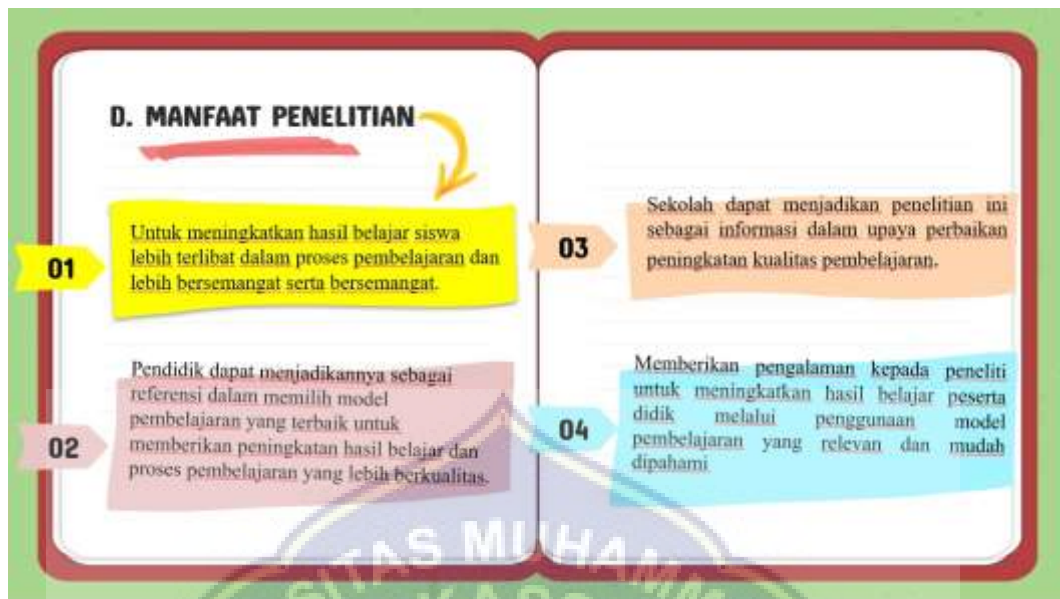 D. MANFAAT PENELITIAN
01
Untuk meningkatkan hasil belajar siswa
lebih terlibat dalam proses pembelajaran dan
lebih bersemangat serta bersemangat.
02
Pendidik dapat menjadikannya sebagai
referensi dalam memilih model
pembelajaran yang terbaik untuk
memberikan peningkatan hasil belajar dan
proses pembelajaran yang lebih berkualitas.
03
Sekolah dapat menjadikan penelitian ini
sebagai informasi dalam upaya perbaikan
peningkatan kualitas pembelajaran.
04
Memberikan pengalaman kepada peneliti
untuk meningkatkan hasil belajar peserta
didik melalui penggunaan model
pembelajaran yang relevan dan mudah
dipahami
SITAS MUHAMM
KASS